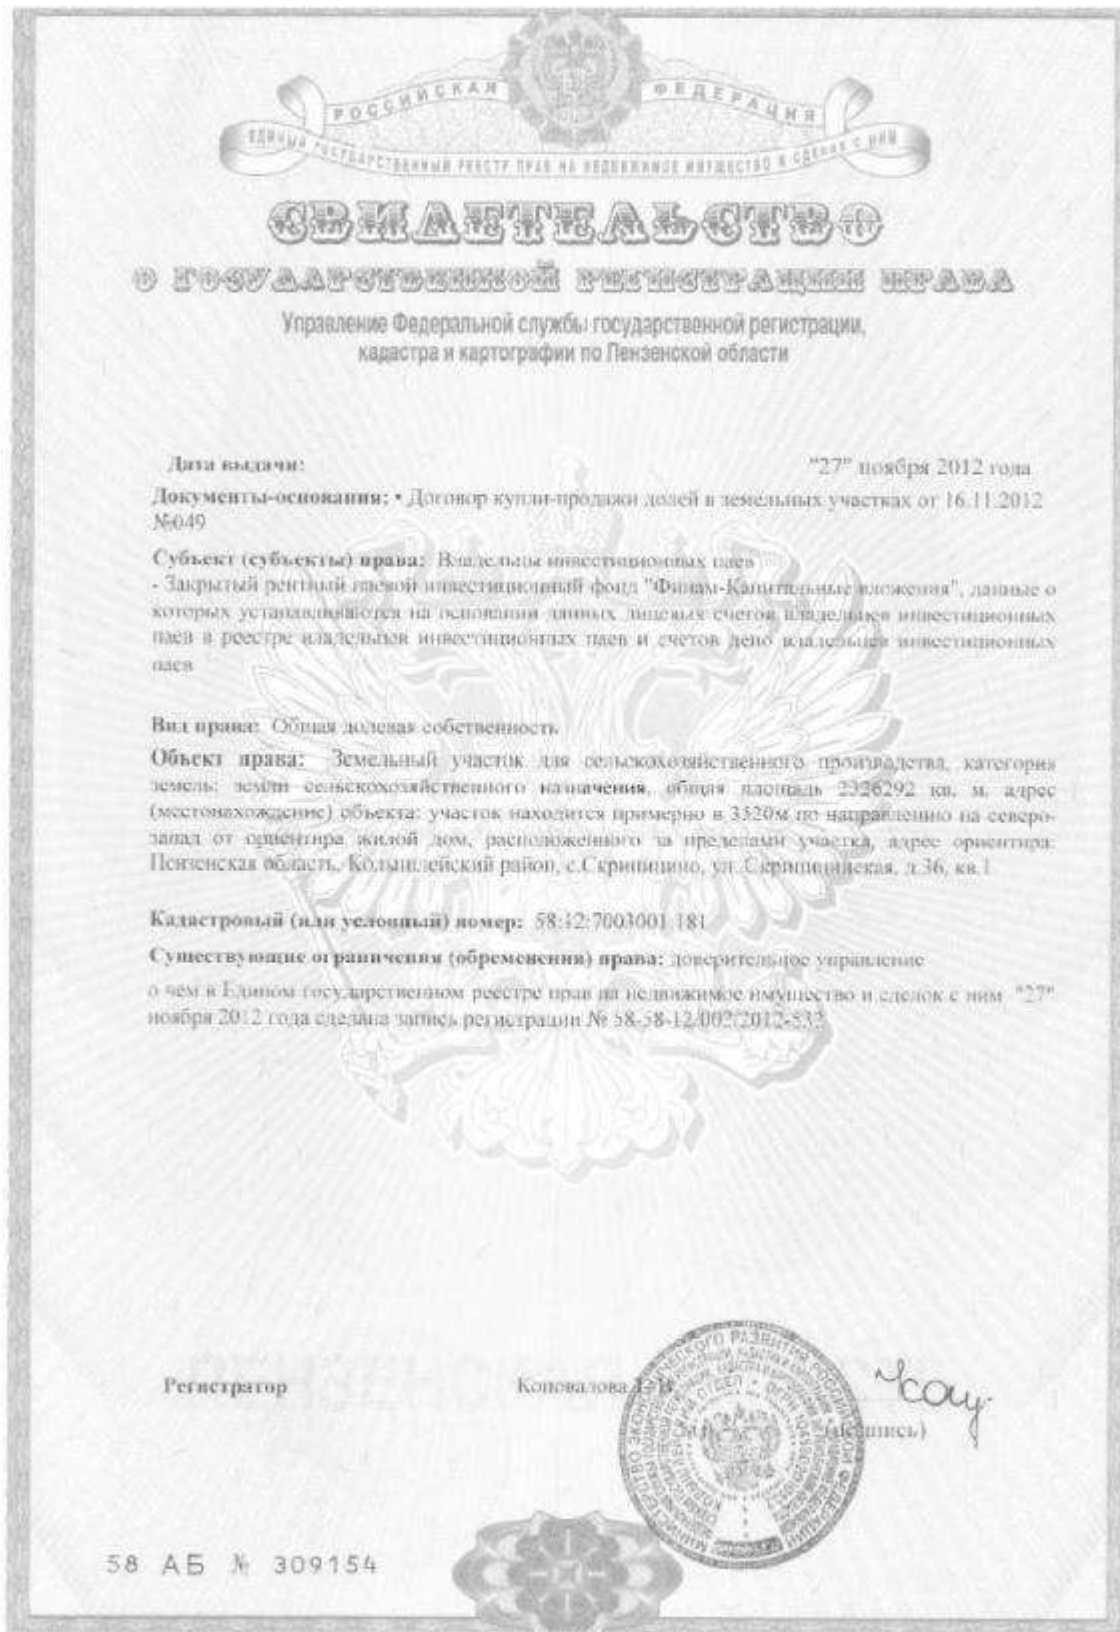 РОССИЙСКАЯ ФЕДЕРАЦИЯ
ЕДИНЫЙ ГОСУДАРСТВЕННЫЙ РЕЕСТР ПРАВ НА НЕДВИЖИМОЕ ИМУЩЕСТВО И СДЕЛОК С НИМ
СВИДЕТЕЛЬСТВО
О ГОСУДАРСТВЕННОЙ РЕГИСТРАЦИИ ПРАВА
Управление Федеральной службы государственной регистрации,
кадастра и картографии по Пензенской области
Дата выдачи: "27" ноября 2012 года
Документы-основания: • Договор купли-продажи долей в земельных участках от 16.11.2012
№049
Субъект (субъекты) права: Владельцы инвестиционных паев
- Закрытый рентный паевой инвестиционный фонд "Финам-Капитальные вложения", данные о
которых устанавливаются на основании данных лицевых счетов владельцев инвестиционных
паев в реестре владельцев инвестиционных паев и счетов депо владельцев инвестиционных
паев
Вид права: Общая долевая собственность
Объект права: Земельный участок для сельскохозяйственного производства, категория
земель: земли сельскохозяйственного назначения, общая площадь 2326292 кв. м, адрес
(местонахождение) объекта: участок находится примерно в 3520м по направлению на северо-
запад от ориентира жилой дом, расположенного за пределами участка, адрес ориентира:
Пензенская область, Колышлейский район, с.Скрипицино, ул. Скрипицинская, д.36, кв.1
Кадастровый (или условный) номер: 58:12:7003001:181
Существующие ограничения (обременения) права: доверительное управление
о чем в Едином государственном реестре прав на недвижимое имущество и сделок с ним "27"
ноября 2012 года сделана запись регистрации № 58-58-12/002/2012-532
Регистратор Коновалова
(подпись)
58 АБ № 309154